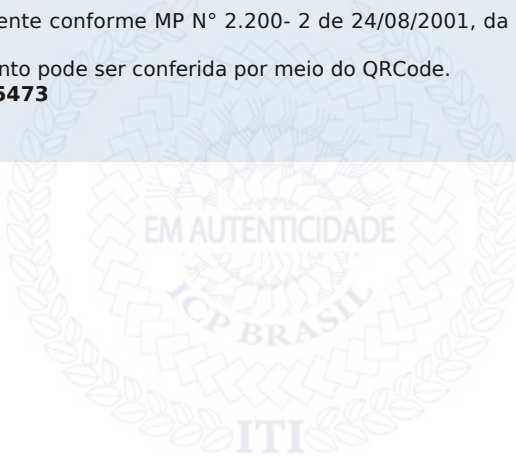 ente conforme MP N° 2.200- 2 de 24/08/2001, da
nto pode ser conferida por meio do QRCode.
5473
EM AUTENTICIDADE
ICP BRASIL
ITI